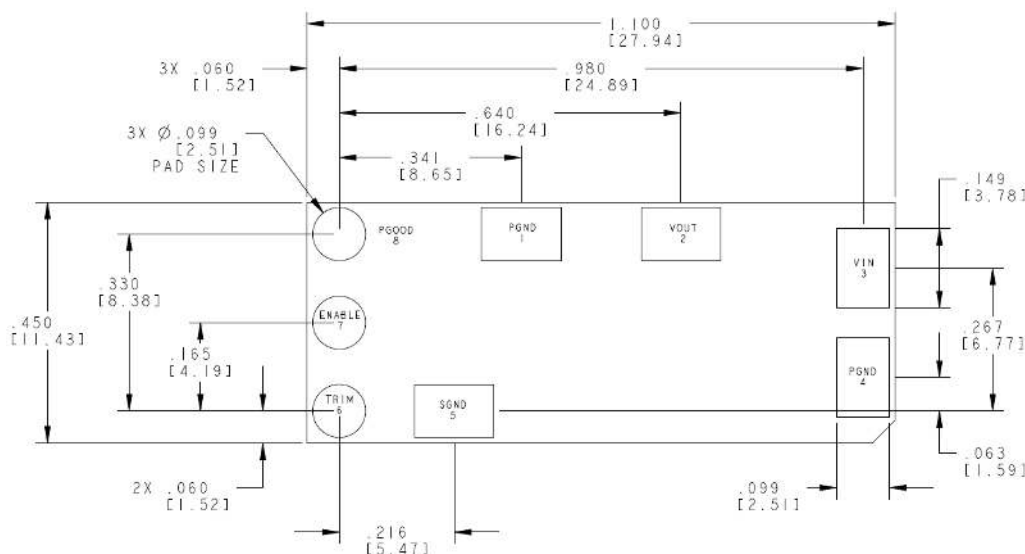 1.100
[27.94]
3X .060
[1.52]
.980
[24.89]
.640
[16.24]
3X Ø.099
[2.51]
PAD SIZE
.341
[8.65]
.149
[3.78]
PGOOD
8
PGND
1
VOUT
2
VIN
3
.330
[8.38]
ENABLE
7
.450
[11.43]
.165
[4.19]
.267
[6.77]
PGND
4
TRIM
6
SGND
5
.063
[1.59]
2X .060
[1.52]
.099
[2.51]
.216
[5.47]